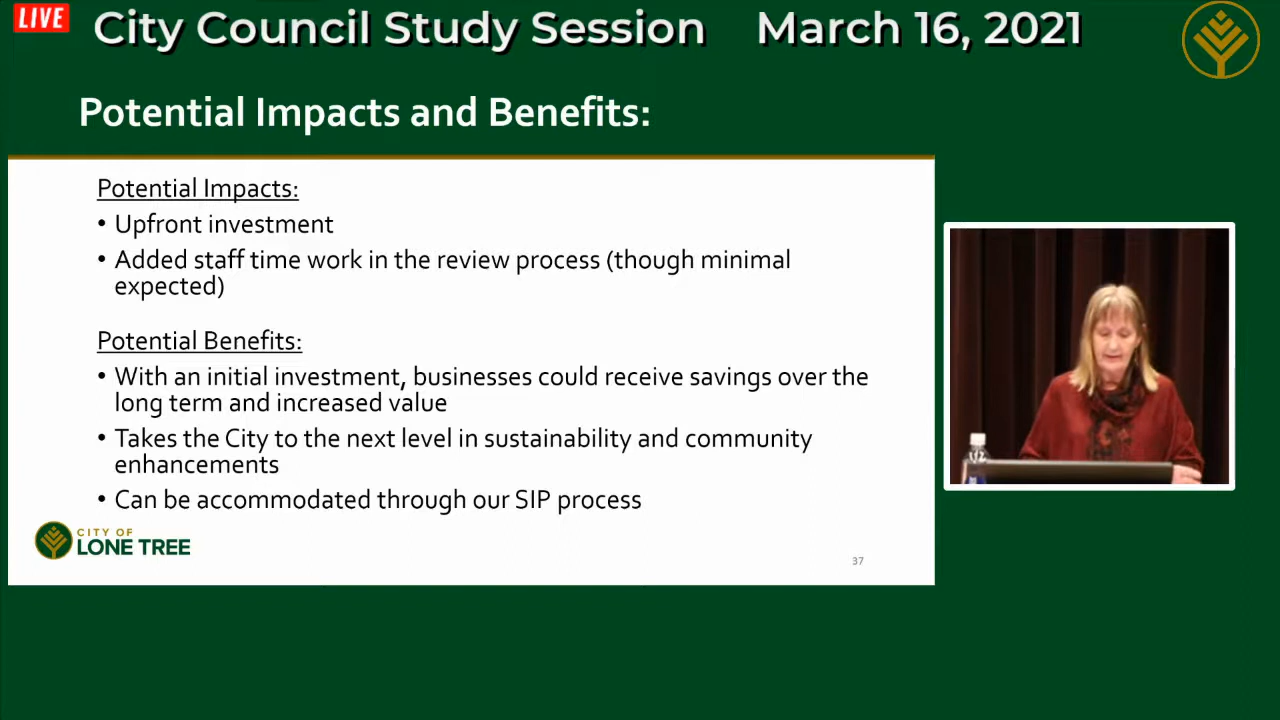 LIVE
City Council Study Session March 16, 2021
Potential Impacts and Benefits:
Potential Impacts:
• Upfront investment
• Added staff time work in the review process (though minimal
expected)
Potential Benefits:
• With an initial investment, businesses could receive savings over the
long term and increased value
• Takes the City to the next level in sustainability and community
enhancements
• Can be accommodated through our SIP process
CITY OF
LONE TREE
37